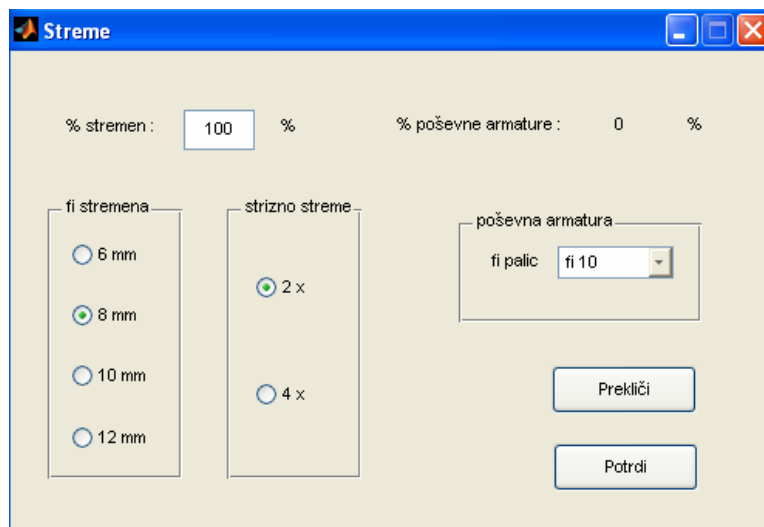 Streme
% stremen : 100 % % poševne armature : 0 %
fi stremena
6 mm
8 mm
10 mm
12 mm
strizno streme
2 x
4 x
poševna armatura
fi palic fi 10
Prekliči
Potrdi